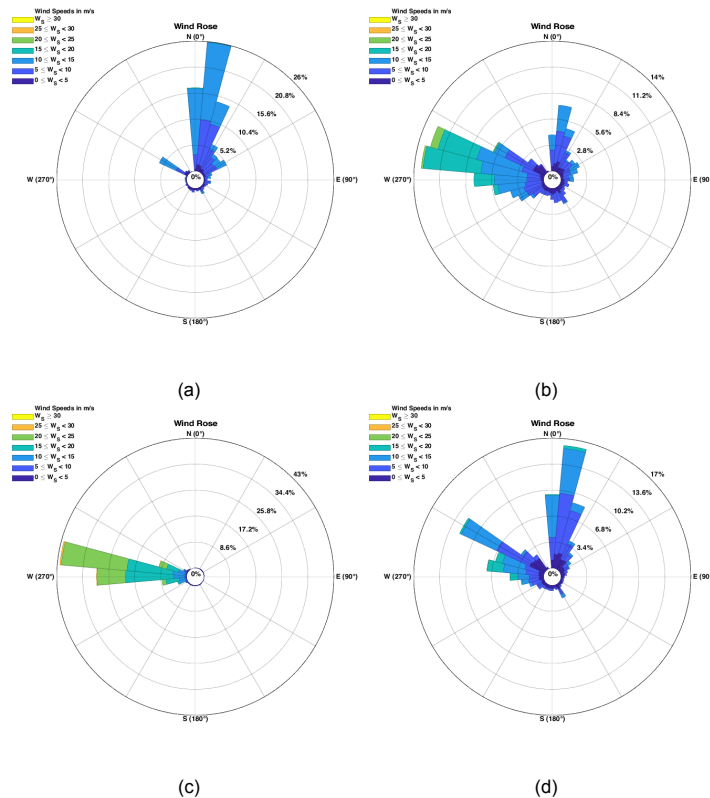 Wind Speeds in m/s
W_S ≥ 30
25 ≤ W_S < 30
20 ≤ W_S < 25
15 ≤ W_S < 20
10 ≤ W_S < 15
5 ≤ W_S < 10
0 ≤ W_S < 5
Wind Rose
N (0°)
26%
20.8%
15.6%
10.4%
5.2%
0%
W (270°)
E (90°)
S (180°)
(a)
Wind Speeds in m/s
W_S ≥ 30
25 ≤ W_S < 30
20 ≤ W_S < 25
15 ≤ W_S < 20
10 ≤ W_S < 15
5 ≤ W_S < 10
0 ≤ W_S < 5
Wind Rose
N (0°)
14%
11.2%
8.4%
5.6%
2.8%
0%
W (270°)
E (90
S (180°)
(b)
Wind Speeds in m/s
W_S ≥ 30
25 ≤ W_S < 30
20 ≤ W_S < 25
15 ≤ W_S < 20
10 ≤ W_S < 15
5 ≤ W_S < 10
0 ≤ W_S < 5
Wind Rose
N (0°)
43%
34.4%
25.8%
17.2%
8.6%
0%
W (270°)
E (90°)
S (180°)
(c)
Wind Speeds in m/s
W_S ≥ 30
25 ≤ W_S < 30
20 ≤ W_S < 25
15 ≤ W_S < 20
10 ≤ W_S < 15
5 ≤ W_S < 10
0 ≤ W_S < 5
Wind Rose
N (0°)
17%
13.6%
10.2%
6.8%
3.4%
0%
W (270°)
E (90
S (180°)
(d)